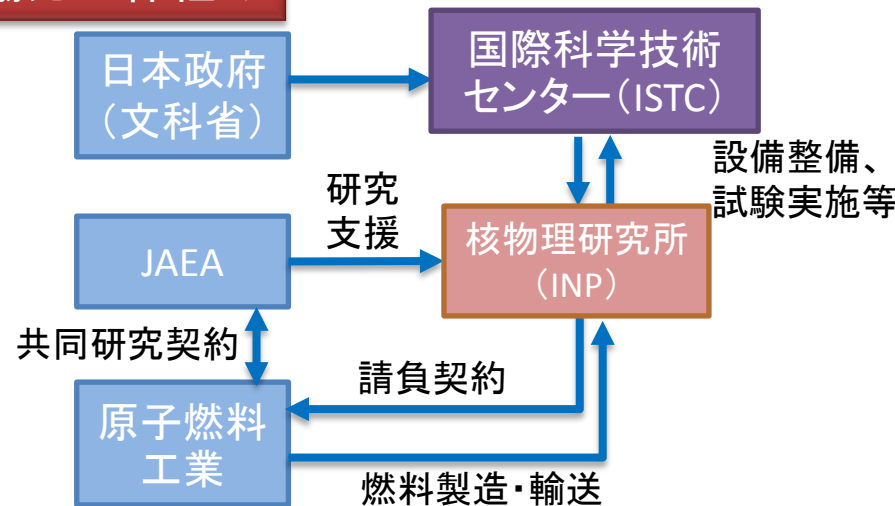 日本政府
（文科省）
国際科学技術
センター（ISTC）
設備整備、
試験実施等
研究
支援
JAEA
核物理研究所
（INP）
共同研究契約
請負契約
原子燃料
工業
燃料製造・輸送